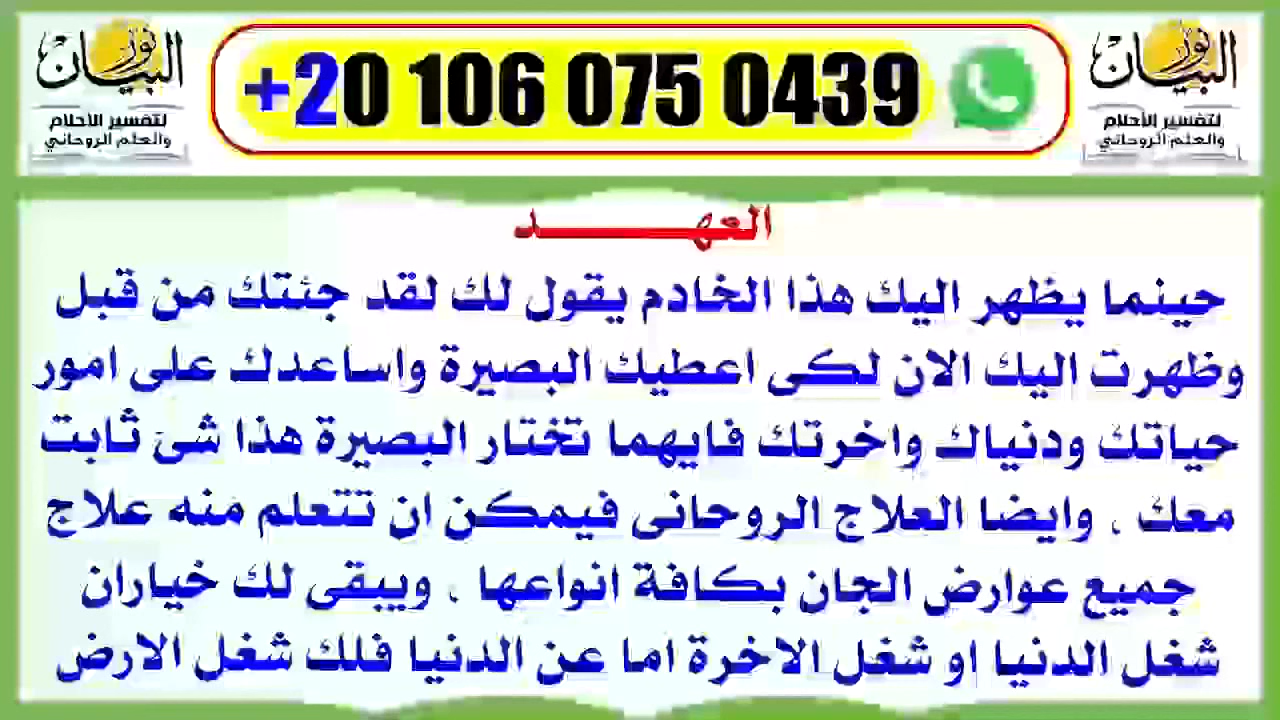 نور البيان
لتفسير الأحلام
والعلم الروحاني
+20 106 075 0439
نور البيان
لتفسير الأحلام
والعلم الروحاني
العهـــــــــــد
حينما يظهر اليك هذا الخادم يقول لك لقد جئتك من قبل
وظهرت اليك الان لكى اعطيك البصيرة واساعدك على امور
حياتك ودنياك واخرتك فايهما تختار البصيرة هذا شئ ثابت
معك . وايضا العلاج الروحانى فيمكن ان تتعلم منه علاج
جميع عوارض الجان بكافة انواعها . ويبقى لك خياران
شغل الدنيا او شغل الاخرة اما عن الدنيا فلك شغل الارض